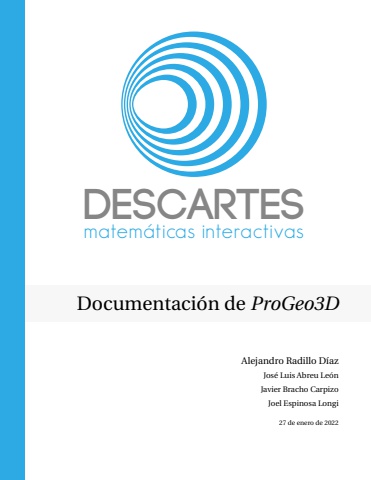 DESCARTES
matemáticas interactivas
Documentación de ProGeo3D
Alejandro Radillo Díaz
José Luis Abreu León
Javier Bracho Carpizo
Joel Espinosa Longi
27 de enero de 2022